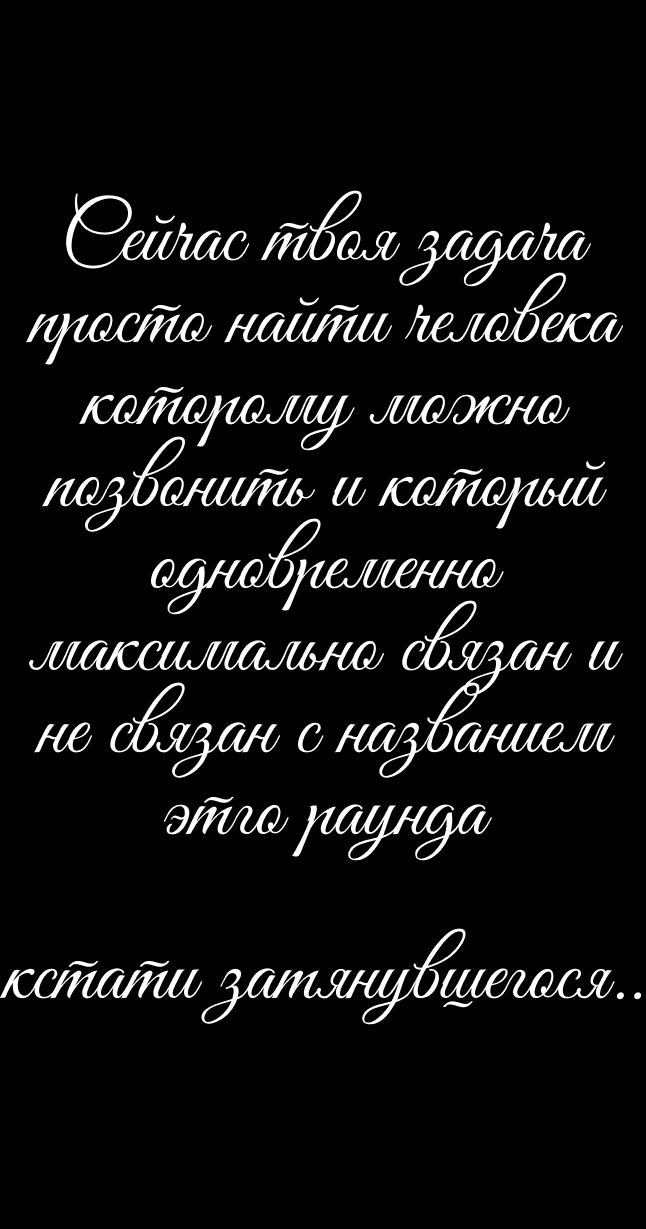 Сейчас твоя задача
просто найти человека
которому можно
позвонить и который
одновременно
максимально связан и
не связан с названием
этго раунда
кстати затянувшегося..